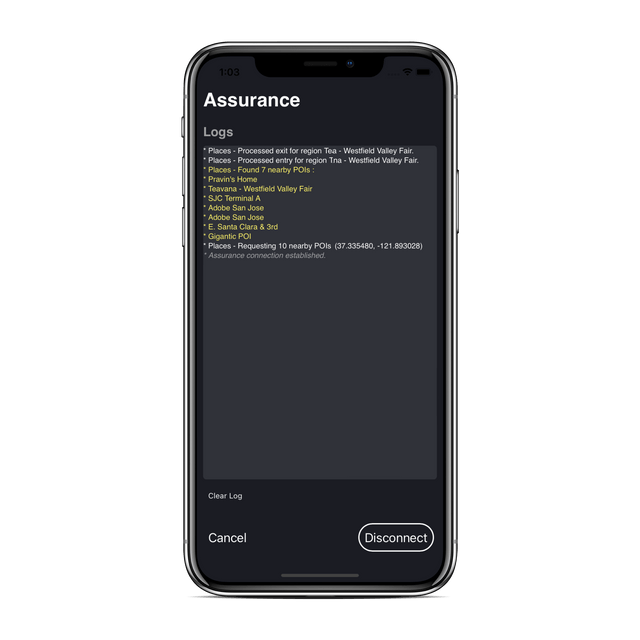 1:03
Assurance
Logs
* Places - Processed exit for region Tea - Westfield Valley Fair.
* Places - Processed entry for region Tna - Westfield Valley Fair.
* Places - Found 7 nearby POIs :
* Pravin's Home
* Teavana - Westfield Valley Fair
* SJC Terminal A
* Adobe San Jose
* Adobe San Jose
* E. Santa Clara & 3rd
* Gigantic POI
* Places - Requesting 10 nearby POIs (37.335480, -121.893028)
* Assurance connection established.
Clear Log
Cancel
Disconnect